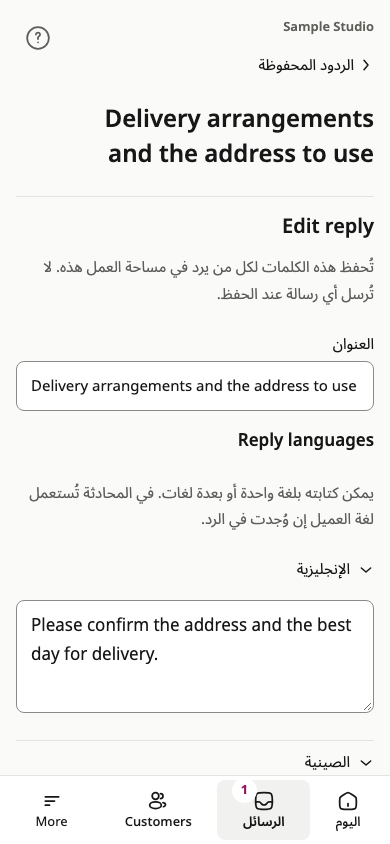 Sample Studio
الردود المحفوظة
Delivery arrangements
and the address to use
Edit reply
تُحفظ هذه الكلمات لكل من يرد في مساحة العمل هذه. لا
تُرسل أي رسالة عند الحفظ.
العنوان
Delivery arrangements and the address to use
Reply languages
يمكن كتابته بلغة واحدة أو بعدة لغات. في المحادثة تُستعمل
لغة العميل إن وُجدت في الرد.
الإنجليزية
Please confirm the address and the best
day for delivery.
الصينية
اليوم
1
الرسائل
Customers
More